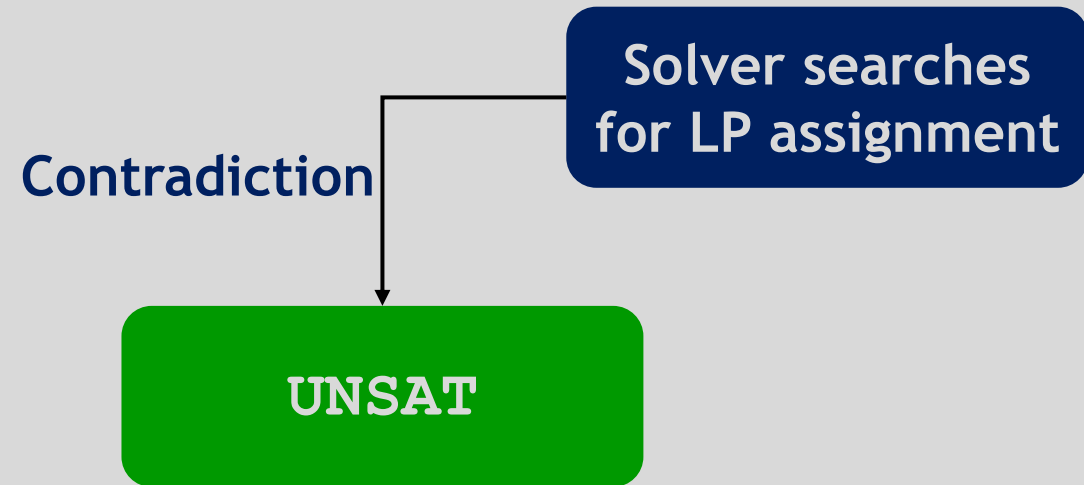 Solver searches
for LP assignment
Contradiction
UNSAT